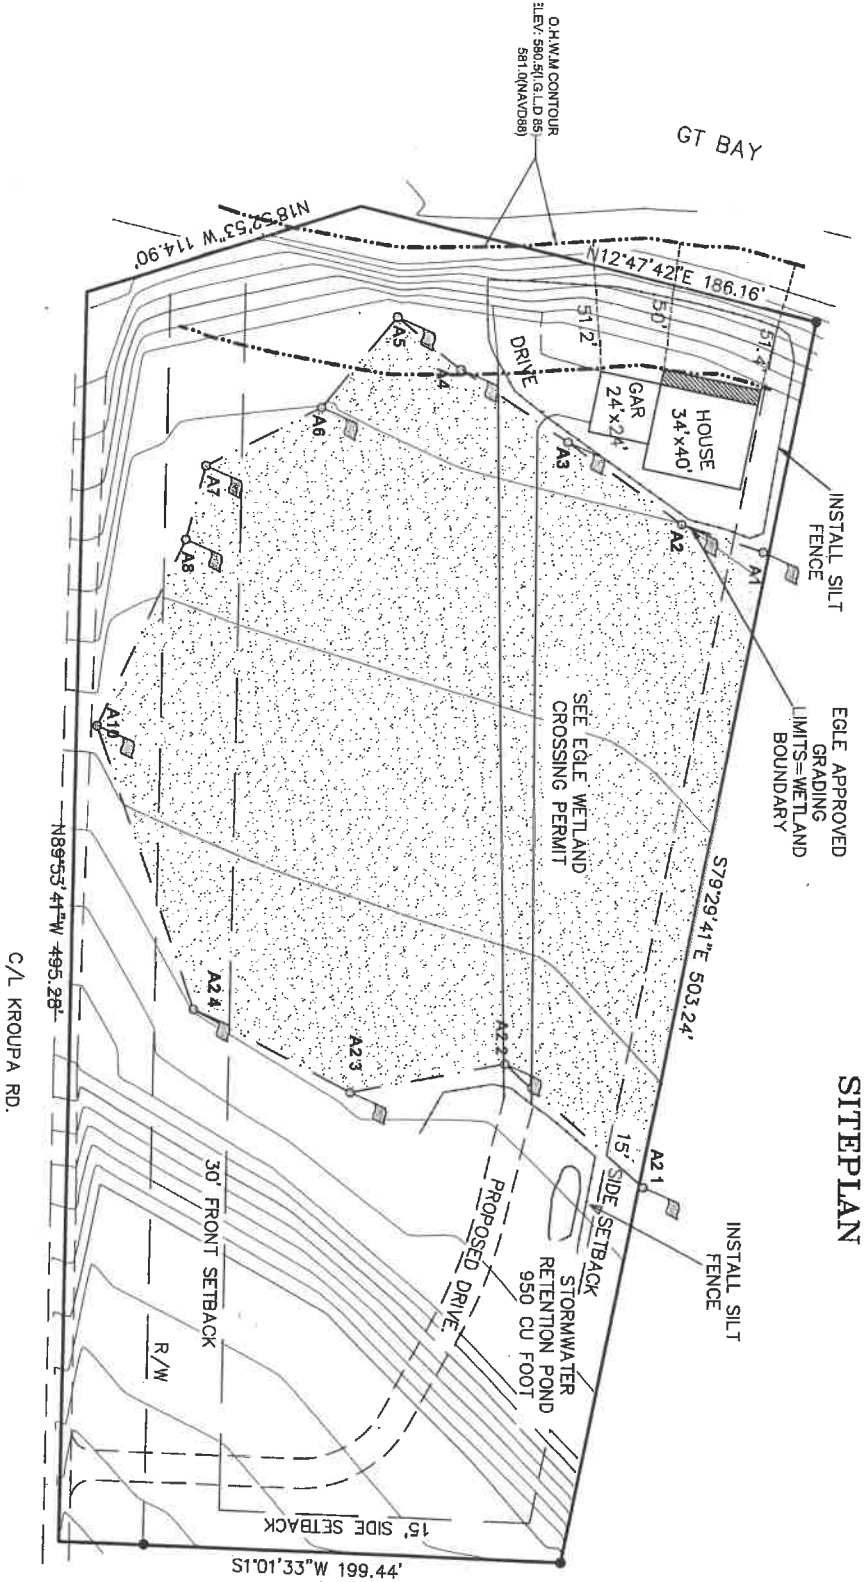 SITEPLAN
GT BAY
O.H.W.M CONTOUR
ELEV: 580.5(I.G.L.D 85)
581.0(NAVD88)
N18°52'53"W 114.90'
N12°47'42"E 186.16'
51.4'
50'
51.2'
DRIVE
GAR
24'x24'
HOUSE
34'x40'
INSTALL SILT
FENCE
EGLE APPROVED
GRADING
LIMITS=WETLAND
BOUNDARY
A1
A2
A3
A4
A5
A6
A7
A8
A10
SEE EGLE WETLAND
CROSSING PERMIT
S79°29'41"E 503.24'
N89°53'41"W 495.28'
C/L KROUPA RD.
A24
A23
A22
A21
15' SIDE SETBACK
INSTALL SILT
FENCE
STORMWATER
RETENTION POND
950 CU FOOT
PROPOSED DRIVE
30' FRONT SETBACK
R/W
15' SIDE SETBACK
S1°01'33"W 199.44'